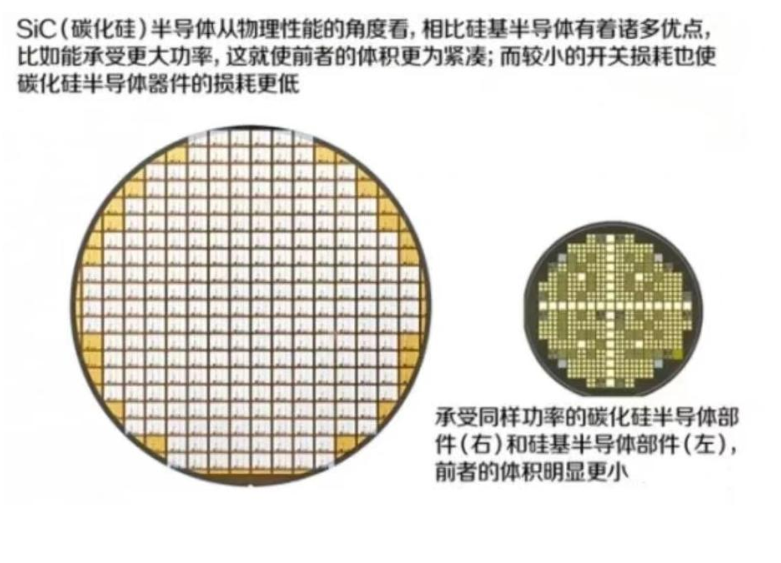 SiC(碳化硅)半导体从物理性能的角度看,相比硅基半导体有着诸多优点,
比如能承受更大功率,这就使前者的体积更为紧凑;而较小的开关损耗也使
碳化硅半导体器件的损耗更低
承受同样功率的碳化硅半导体部
件(右)和硅基半导体部件(左),
前者的体积明显更小